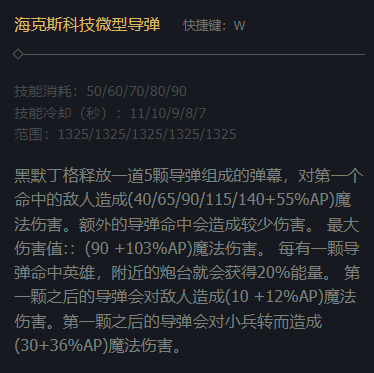 海克斯科技微型导弹 快捷键：W
技能消耗：50/60/70/80/90
技能冷却（秒）：11/10/9/8/7
范围：1325/1325/1325/1325/1325
黑默丁格释放一道5颗导弹组成的弹幕，对第一个
命中的敌人造成(40/65/90/115/140+55%AP)魔
法伤害。额外的导弹命中会造成较少伤害。 最大
伤害值:：(90 +103%AP)魔法伤害。 每有一颗导
弹命中英雄，附近的炮台就会获得20%能量。 第
一颗之后的导弹会对敌人造成(10 +12%AP)魔法
伤害。第一颗之后的导弹会对小兵转而造成
(30+36%AP)魔法伤害。